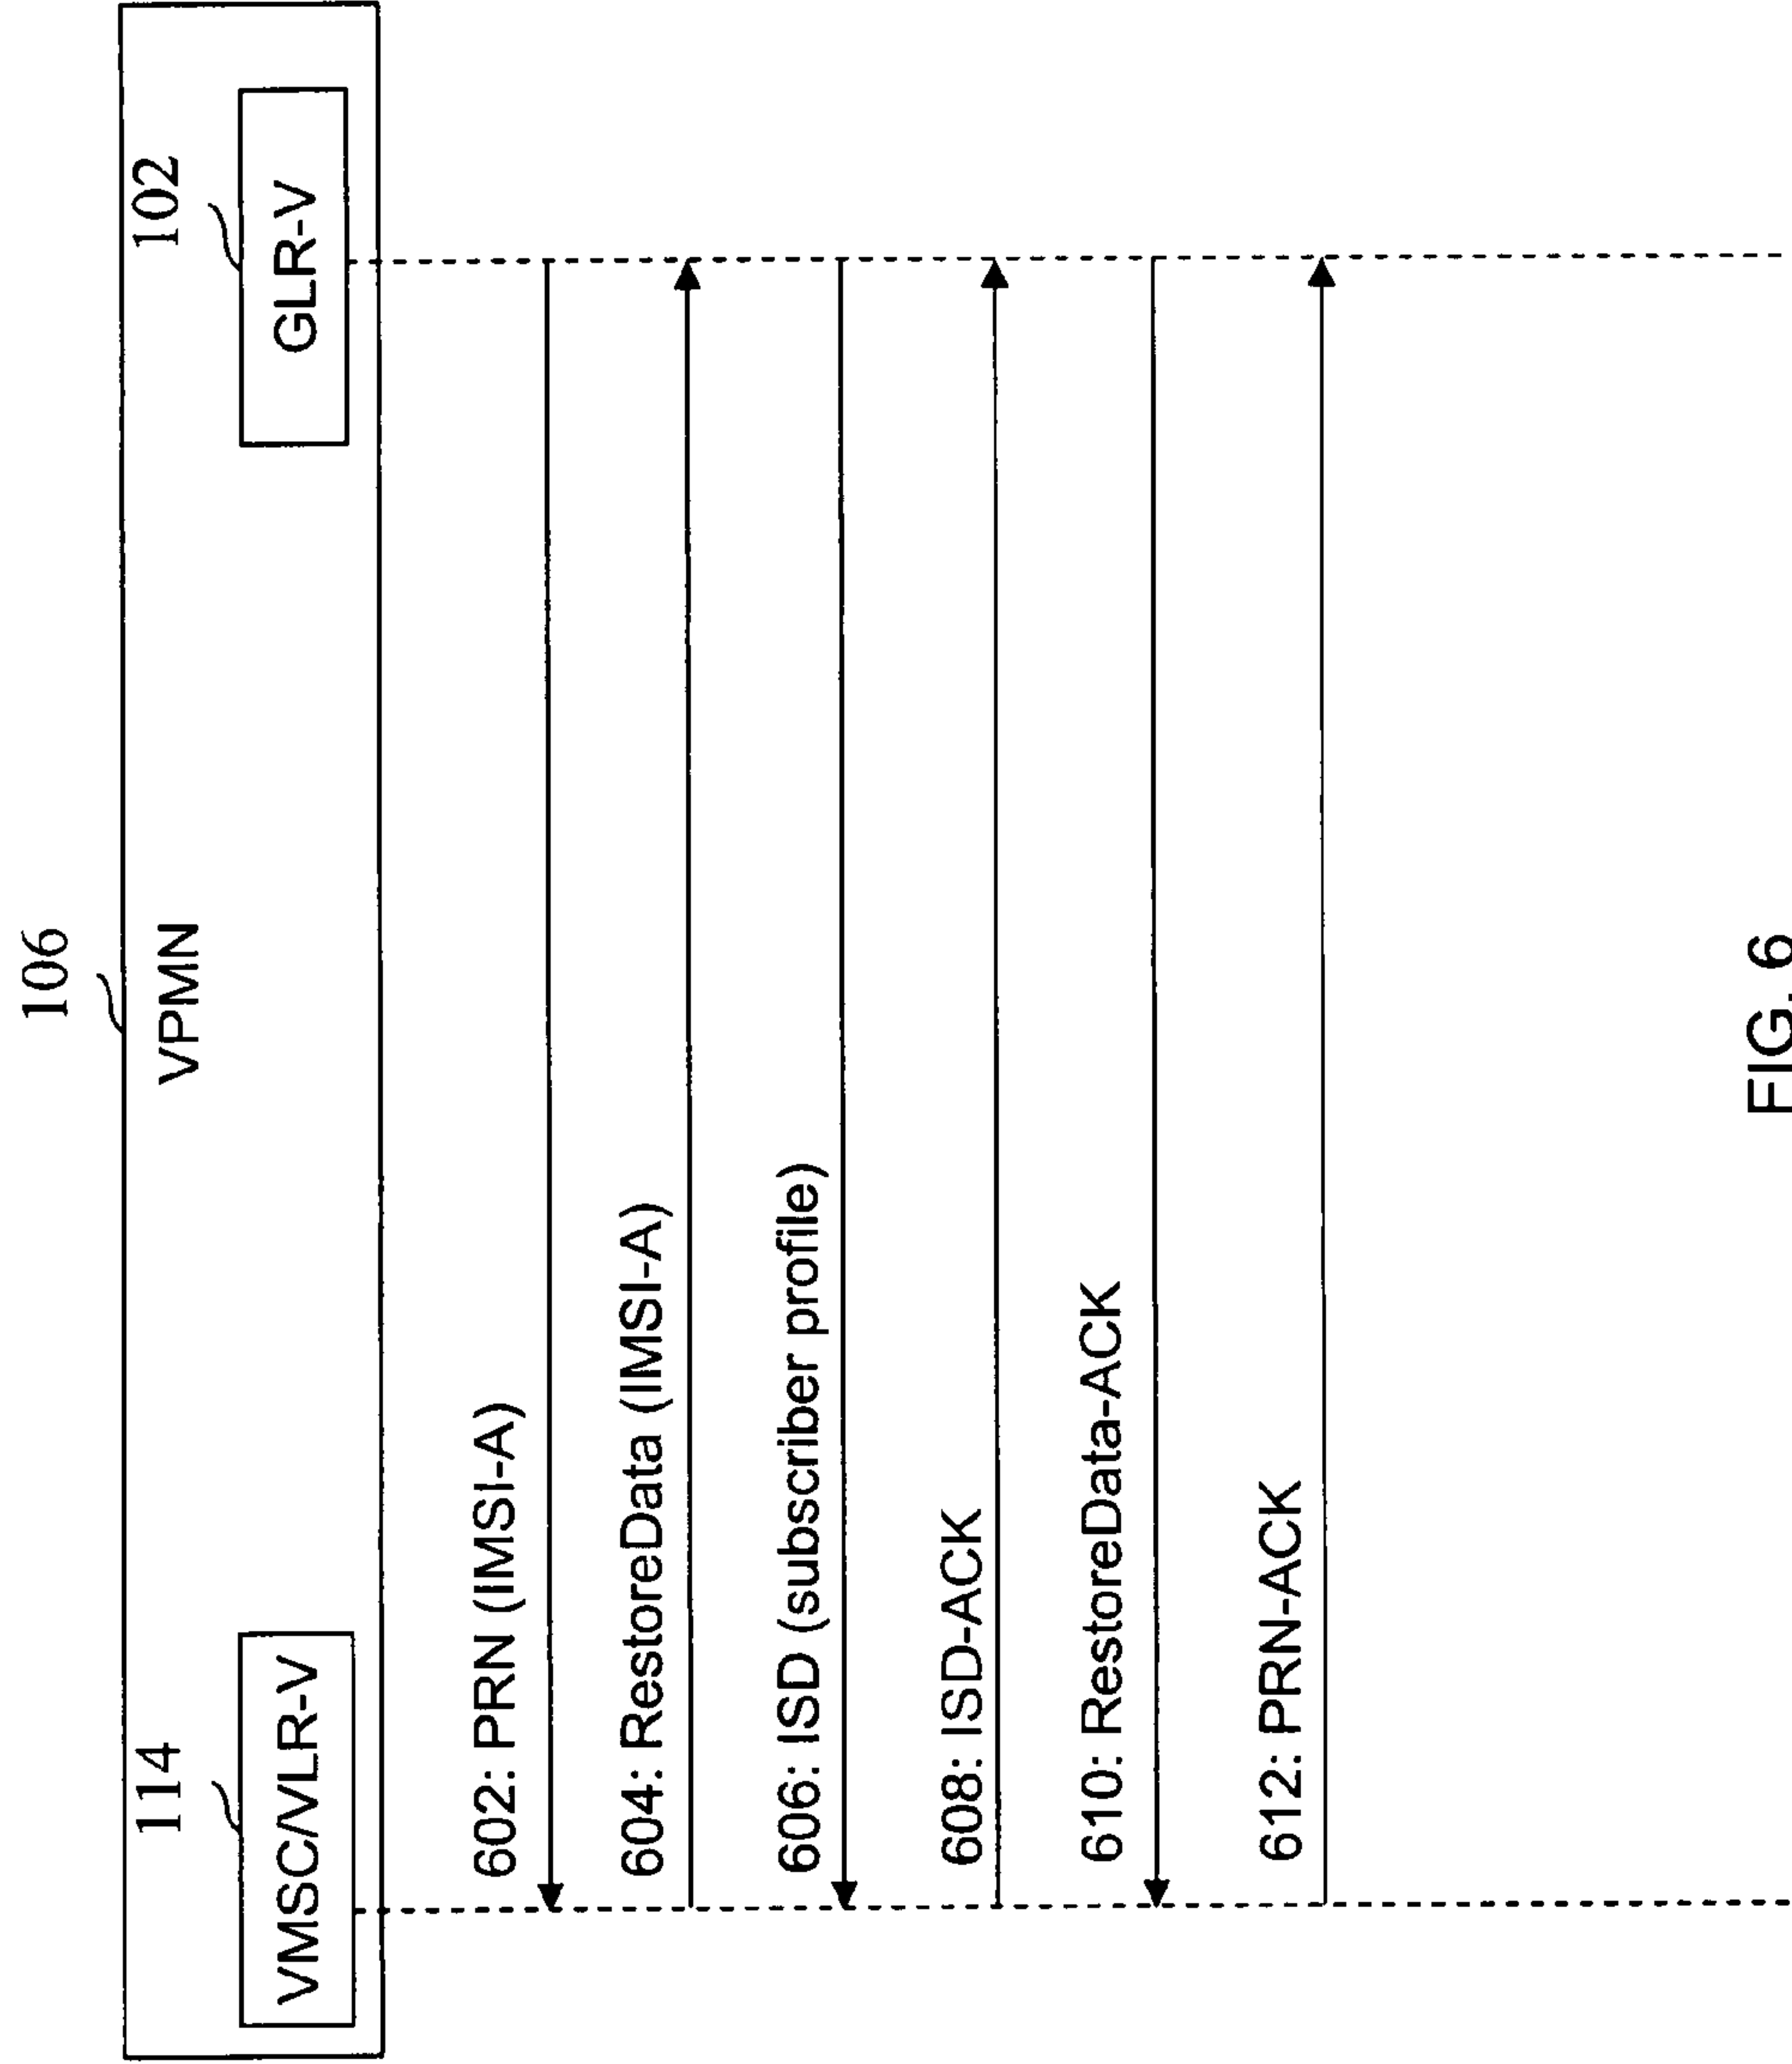 106
VPMN
114
102
VMSC/VLR-V
GLR-V
602: PRN (IMSI-A)
604: RestoreData (IMSI-A)
606: ISD (subscriber profile)
608: ISD-ACK
610: RestoreData-ACK
612: PRN-ACK
FIG. 6